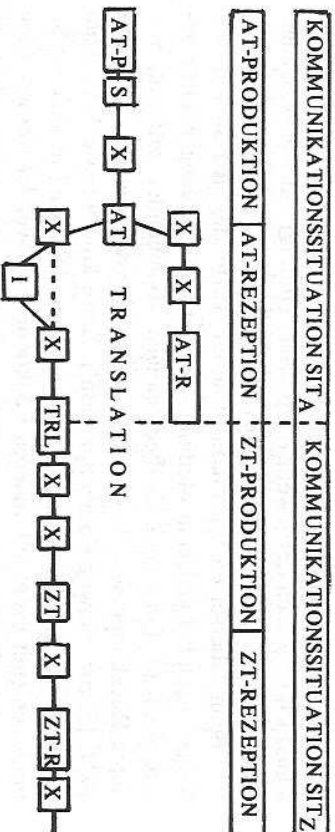 KOMMUNIKATIONSSITUATION SIT A KOMMUNIKATIONSSITUATION SIT Z
AT-PRODUKTION AT-REZEPTION ZT-PRODUKTION ZT-REZEPTION
X X AT-R
AT-P S X AT TRANSLATION
X X TRL X X ZT X ZT-R X
I